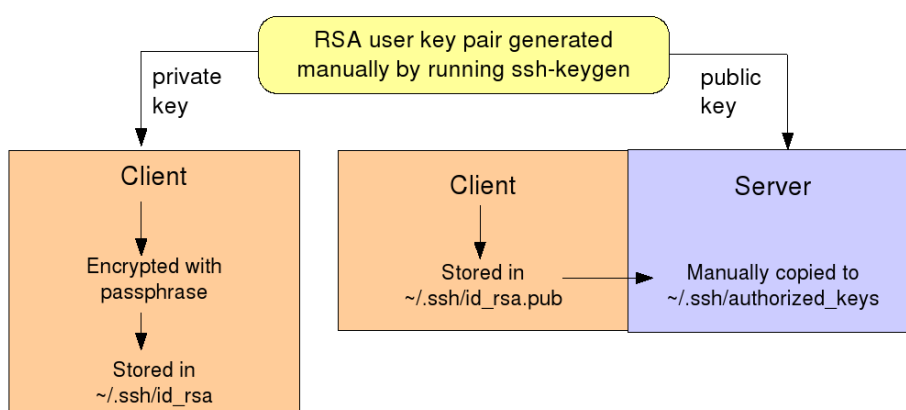 RSA user key pair generated
manually by running ssh-keygen
private
key
public
key
Client
Encrypted with
passphrase
Stored in
~/.ssh/id_rsa
Client
Stored in
~/.ssh/id_rsa.pub
Server
Manually copied to
~/.ssh/authorized_keys